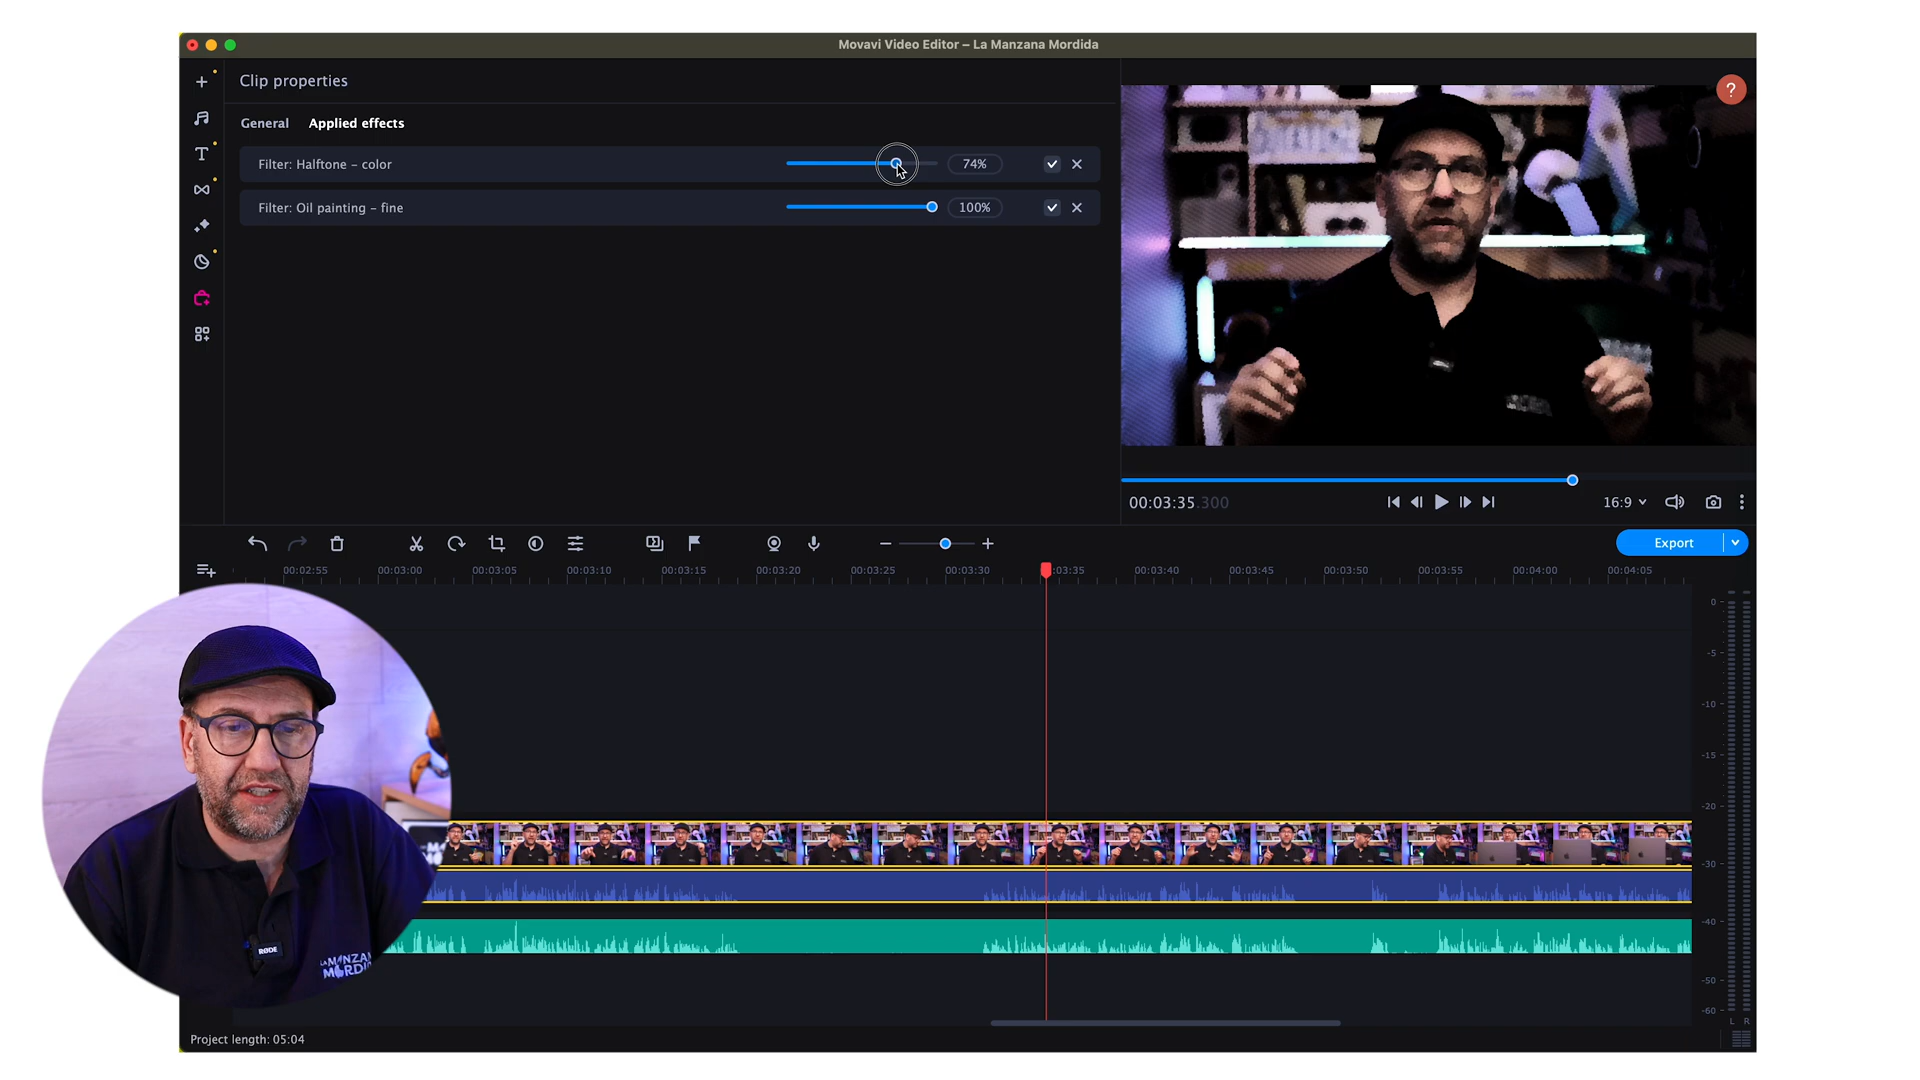 Movavi Video Editor – La Manzana Mordida
Clip properties
General Applied effects
Filter: Halftone – color 74%
Filter: Oil painting – fine 100%
?
00:03:35.300
16:9
Export
00:02:55 00:03:00 00:03:05 00:03:10 00:03:15 00:03:20 00:03:25 00:03:30 :03:35 00:03:40 00:03:45 00:03:50 00:03:55 00:04:00 00:04:05
0
-5
-10
-15
-20
-30
-40
-50
-60
L R
RØDE
LA MANZA
MORDID
Project length: 05:04